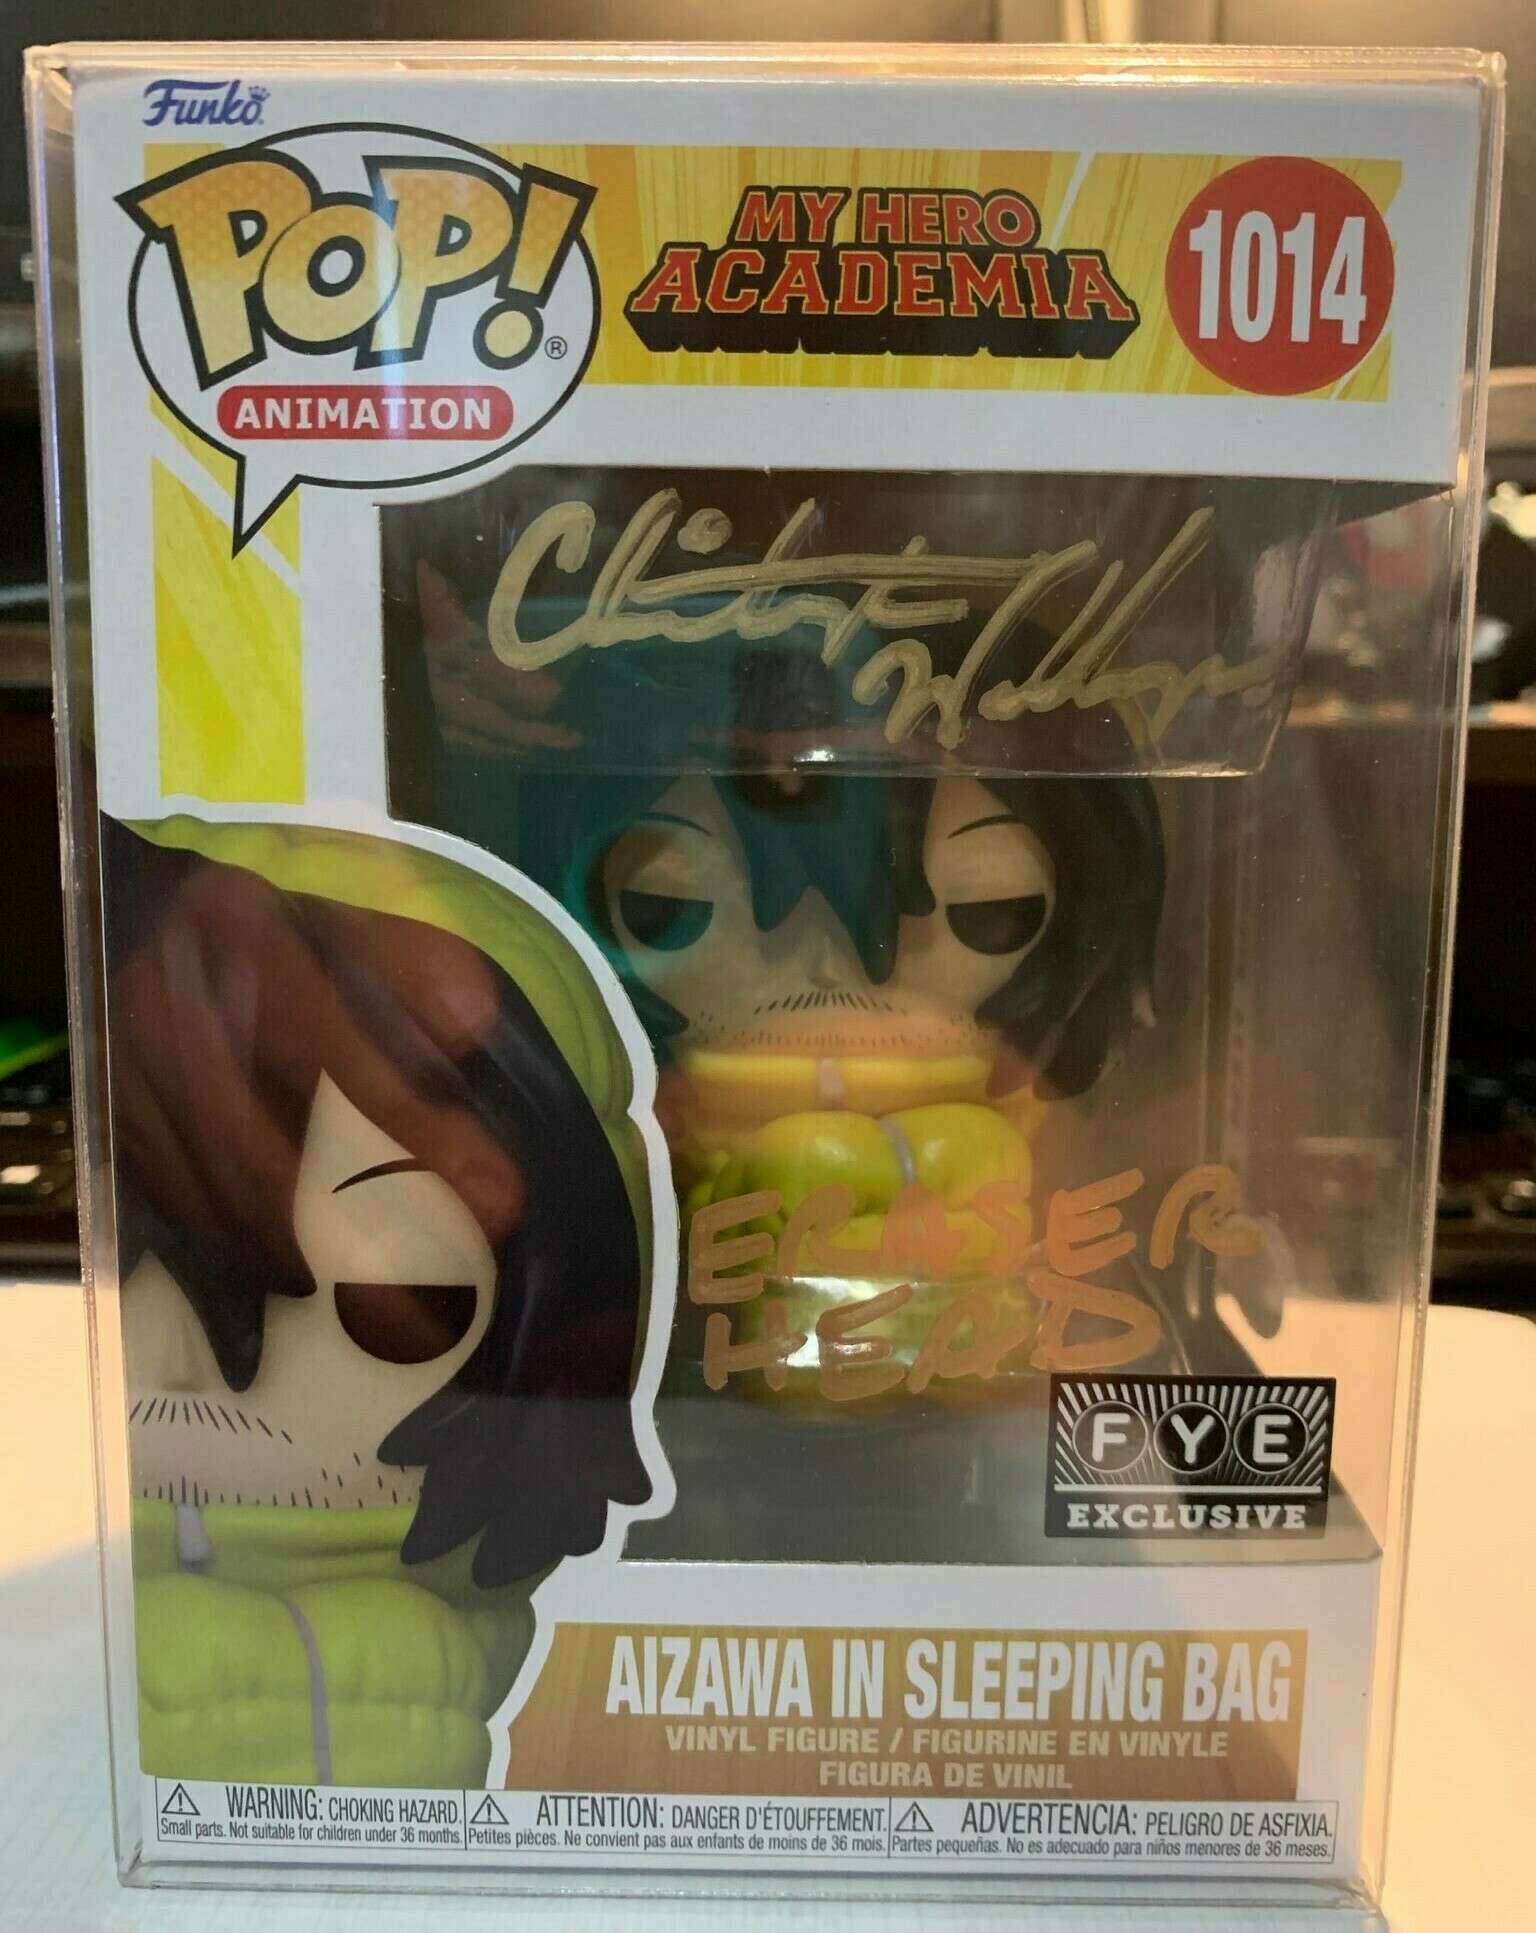 Funko
POP!®
ANIMATION
MY HERO
ACADEMIA
1014
Christopher Wehkamp
ERASER
HEAD
FYE
EXCLUSIVE
AIZAWA IN SLEEPING BAG
VINYL FIGURE / FIGURINE EN VINYLE
FIGURA DE VINIL
WARNING: CHOKING HAZARD.
Small parts. Not suitable for children under 36 months.
ATTENTION: DANGER D'ÉTOUFFEMENT.
Petites pièces. Ne convient pas aux enfants de moins de 36 mois.
ADVERTENCIA: PELIGRO DE ASFIXIA.
Partes pequeñas. No es adecuado para niños menores de 36 meses.